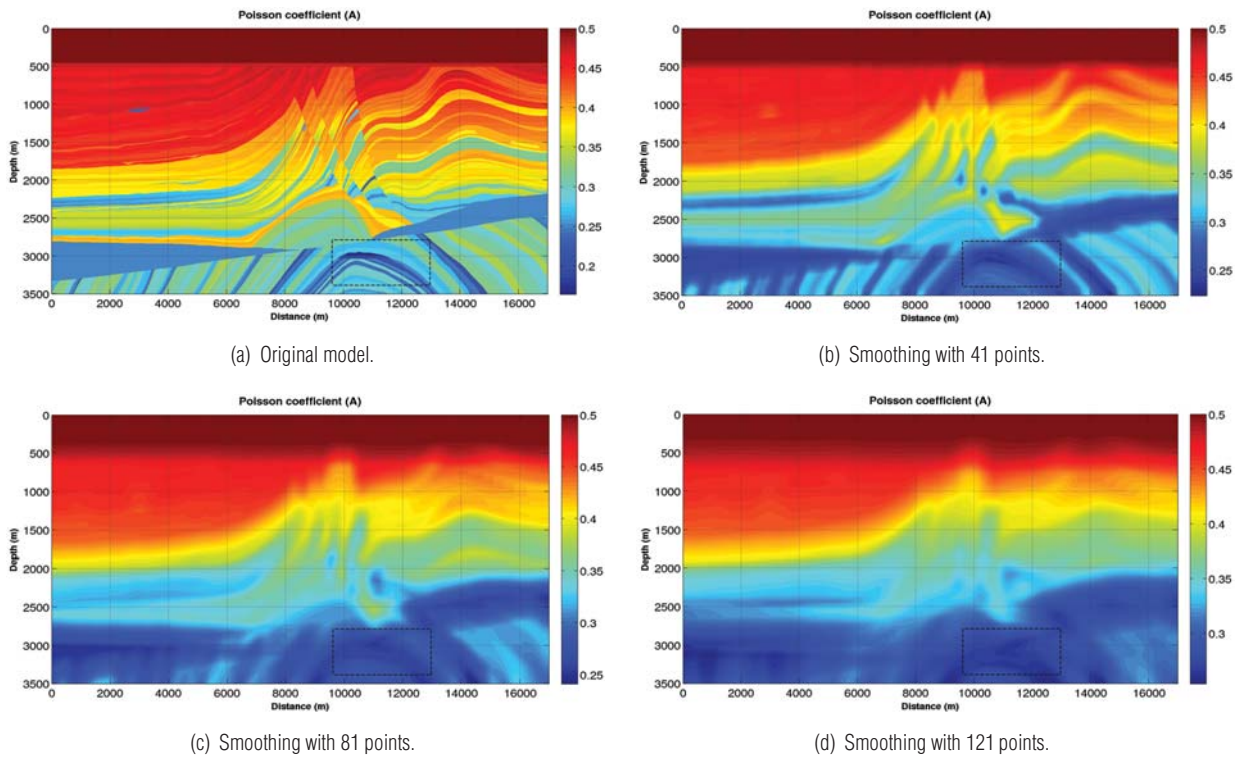 Poisson coefficient (A)
0
500
1000
1500
2000
2500
3000
3500
Depth (m)
0 2000 4000 6000 8000 10000 12000 14000 16000
Distance (m)
0.5
0.45
0.4
0.35
0.3
0.25
0.2
(a) Original model.
Poisson coefficient (A)
0
500
1000
1500
2000
2500
3000
3500
Depth (m)
0 2000 4000 6000 8000 10000 12000 14000 16000
Distance (m)
0.5
0.45
0.4
0.35
0.3
0.25
(b) Smoothing with 41 points.
Poisson coefficient (A)
0
500
1000
1500
2000
2500
3000
3500
Depth (m)
0 2000 4000 6000 8000 10000 12000 14000 16000
Distance (m)
0.5
0.45
0.4
0.35
0.3
0.25
(c) Smoothing with 81 points.
Poisson coefficient (A)
0
500
1000
1500
2000
2500
3000
3500
Depth (m)
0 2000 4000 6000 8000 10000 12000 14000 16000
Distance (m)
0.5
0.45
0.4
0.35
0.3
(d) Smoothing with 121 points.